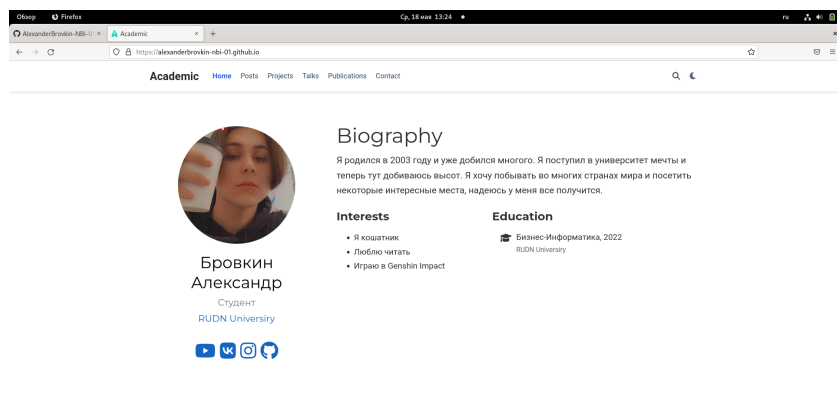 Обзор Firefox Ср, 18 мая 13:24 ru
AlexanderBrovkin-NBI-01 Academic
https://alexanderbrovkin-nbi-01.github.io
Academic Home Posts Projects Talks Publications Contact
Biography
Я родился в 2003 году и уже добился многого. Я поступил в университет мечты и
теперь тут добиваюсь высот. Я хочу побывать во многих странах мира и посетить
некоторые интересные места, надеюсь у меня все получится.
Interests
Я кошатник
Люблю читать
Играю в Genshin Impact
Education
Бизнес-Информатика, 2022
RUDN Universiry
Бровкин
Александр
Студент
RUDN Universiry